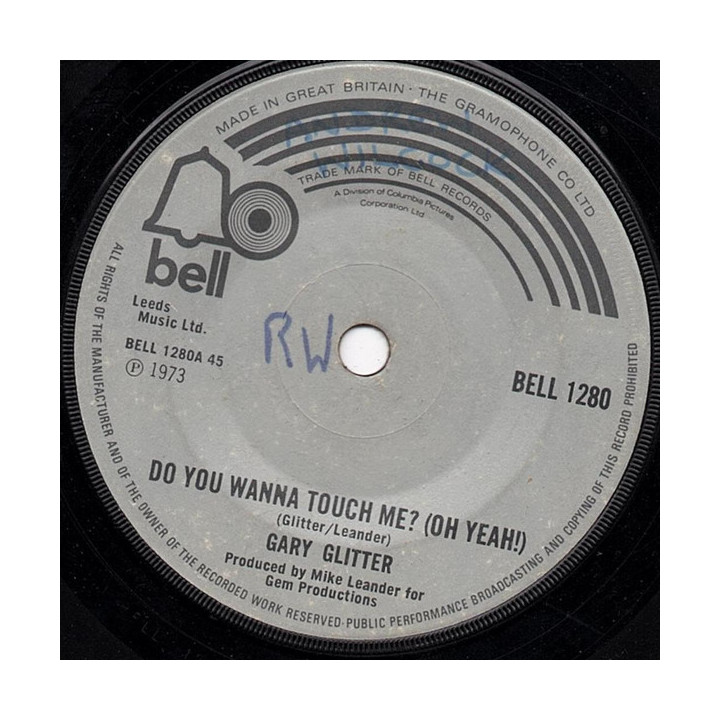 MADE IN GREAT BRITAIN · THE GRAMOPHONE CO LTD
ANDREW
WILCOCK
TRADE MARK OF BELL RECORDS
A Division of Columbia Pictures
Corporation Ltd
bell
Leeds
Music Ltd.
BELL 1280A 45
Ⓟ 1973
RW
BELL 1280
DO YOU WANNA TOUCH ME? (OH YEAH!)
(Glitter/Leander)
GARY GLITTER
Produced by Mike Leander for
Gem Productions
ALL RIGHTS OF THE MANUFACTURER AND OF THE OWNER OF THE RECORDED WORK RESERVED·PUBLIC PERFORMANCE BROADCASTING AND COPYING OF THIS RECORD PROHIBITED